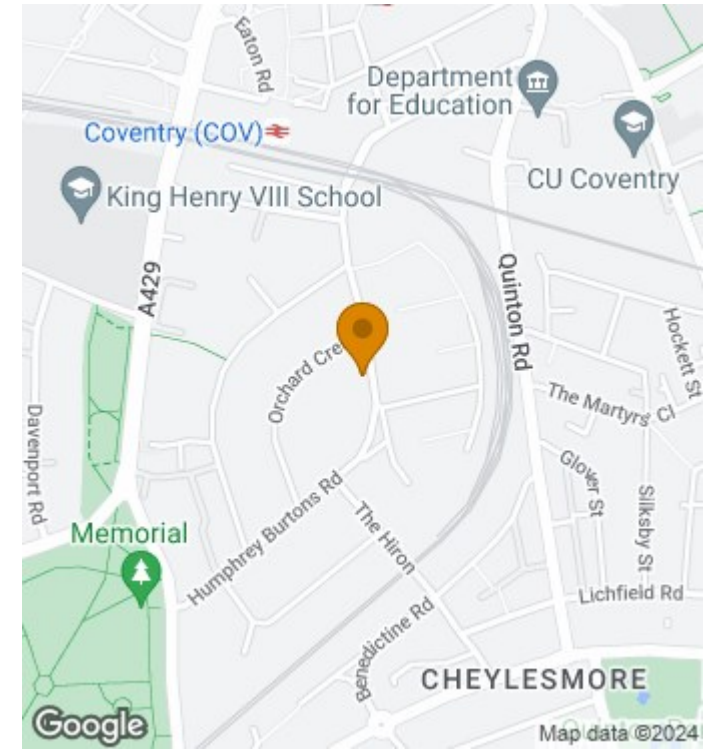 Eaton Rd
Department
for Education
Coventry (COV)
CU Coventry
King Henry VIII School
A429
Quinton Rd
Hockett St
Orchard Cre
The Martyrs' Cl
Davenport Rd
Glover St
Silksby St
Humphrey Burtons Rd
The Hiron
Memorial
Lichfield Rd
Benedictine Rd
CHEYLESMORE
Google
Map data ©2024